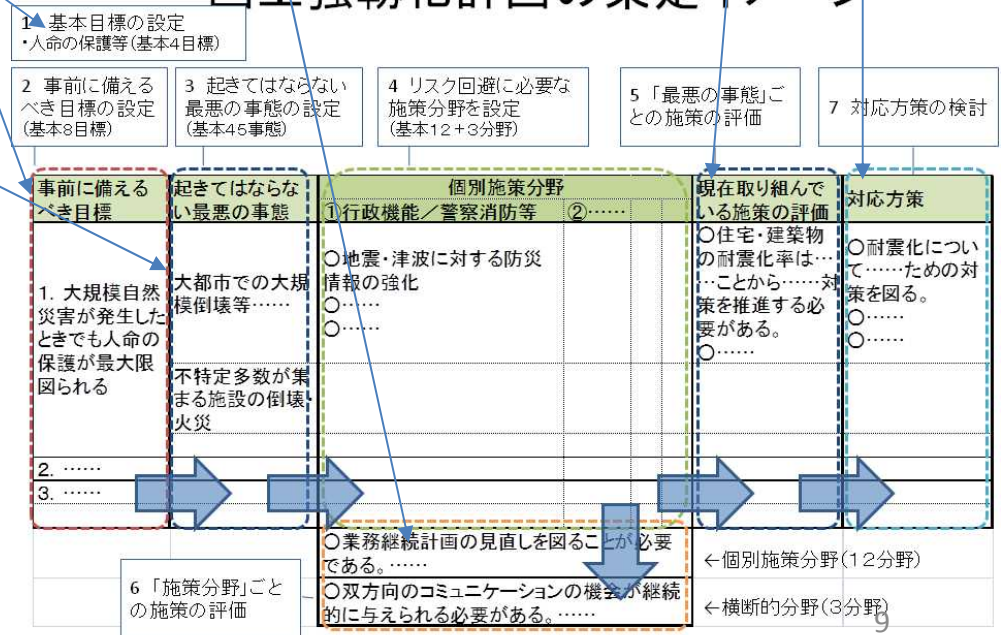 国土強靭化計画の策定イメージ
1 基本目標の設定
・人命の保護等(基本4目標)
2 事前に備える
べき目標の設定
(基本8目標)
3 起きてはならない
最悪の事態の設定
(基本45事態)
4 リスク回避に必要な
施策分野を設定
(基本12+3分野)
5 「最悪の事態」ご
との施策の評価
7 対応方策の検討
事前に備える
べき目標
起きてはならな
い最悪の事態
個別施策分野
①行政機能／警察消防等
②……
現在取り組んで
いる施策の評価
対応方策
1. 大規模自然
災害が発生した
ときでも人命の
保護が最大限
図られる
大都市での大規
模倒壊等……
不特定多数が集
まる施設の倒壊・
火災
〇地震・津波に対する防災
情報の強化
〇……
〇……
〇住宅・建築物
の耐震化率は…
…ことから……対
策を推進する必
要がある。
〇……
〇耐震化につい
て……ための対
策を図る。
〇……
〇……
2. ……
3. ……
〇業務継続計画の見直しを図ることが必要
である。……
〇双方向のコミュニケーションの機会が継続
的に与えられる必要がある。……
←個別施策分野(12分野)
←横断的分野(3分野)
6 「施策分野」ごと
の施策の評価
9